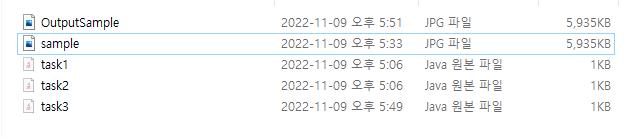 OutputSample 2022-11-09 오후 5:51 JPG 파일 5,935KB
sample 2022-11-09 오후 5:33 JPG 파일 5,935KB
task1 2022-11-09 오후 5:06 Java 원본 파일 1KB
task2 2022-11-09 오후 5:06 Java 원본 파일 1KB
task3 2022-11-09 오후 5:49 Java 원본 파일 1KB